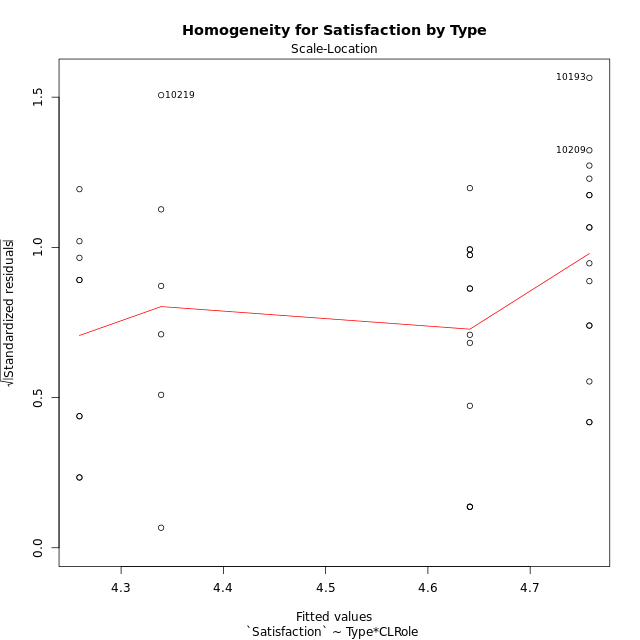 Homogeneity for Satisfaction by Type
Scale-Location
10193
10219
10209
1.5
1.0
0.5
0.0
√|Standardized residuals|
4.3 4.4 4.5 4.6 4.7
Fitted values
`Satisfaction` ~ Type*CLRole